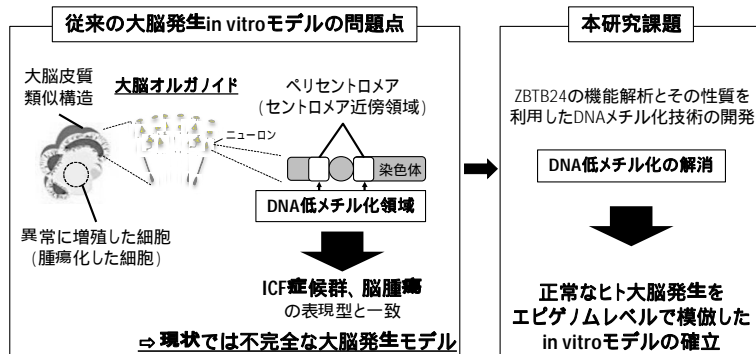 従来の大脳発生in vitroモデルの問題点
大脳皮質
類似構造
大脳オルガノイド
ニューロン
異常に増殖した細胞
(腫瘍化した細胞)
ペリセントロメア
(セントロメア近傍領域)
染色体
DNA低メチル化領域
ICF症候群、脳腫瘍
の表現型と一致
⇨現状では不完全な大脳発生モデル
本研究課題
ZBTB24の機能解析とその性質を
利用したDNAメチル化技術の開発
DNA低メチル化の解消
正常なヒト大脳発生を
エピゲノムレベルで模倣した
in vitroモデルの確立